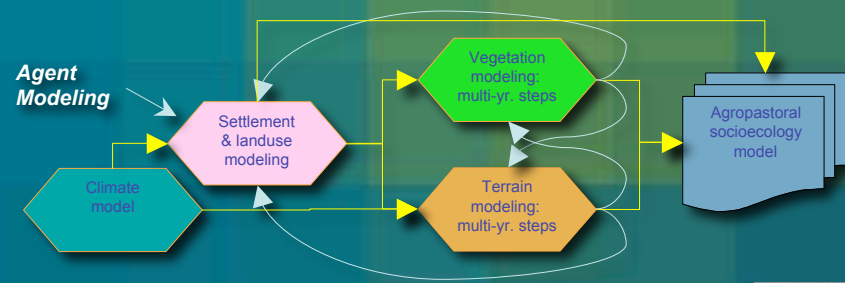 Agent
Modeling
Settlement
& landuse
modeling
Climate
model
Vegetation
modeling:
multi-yr. steps
Terrain
modeling:
multi-yr. steps
Agropastoral
socioecology
model